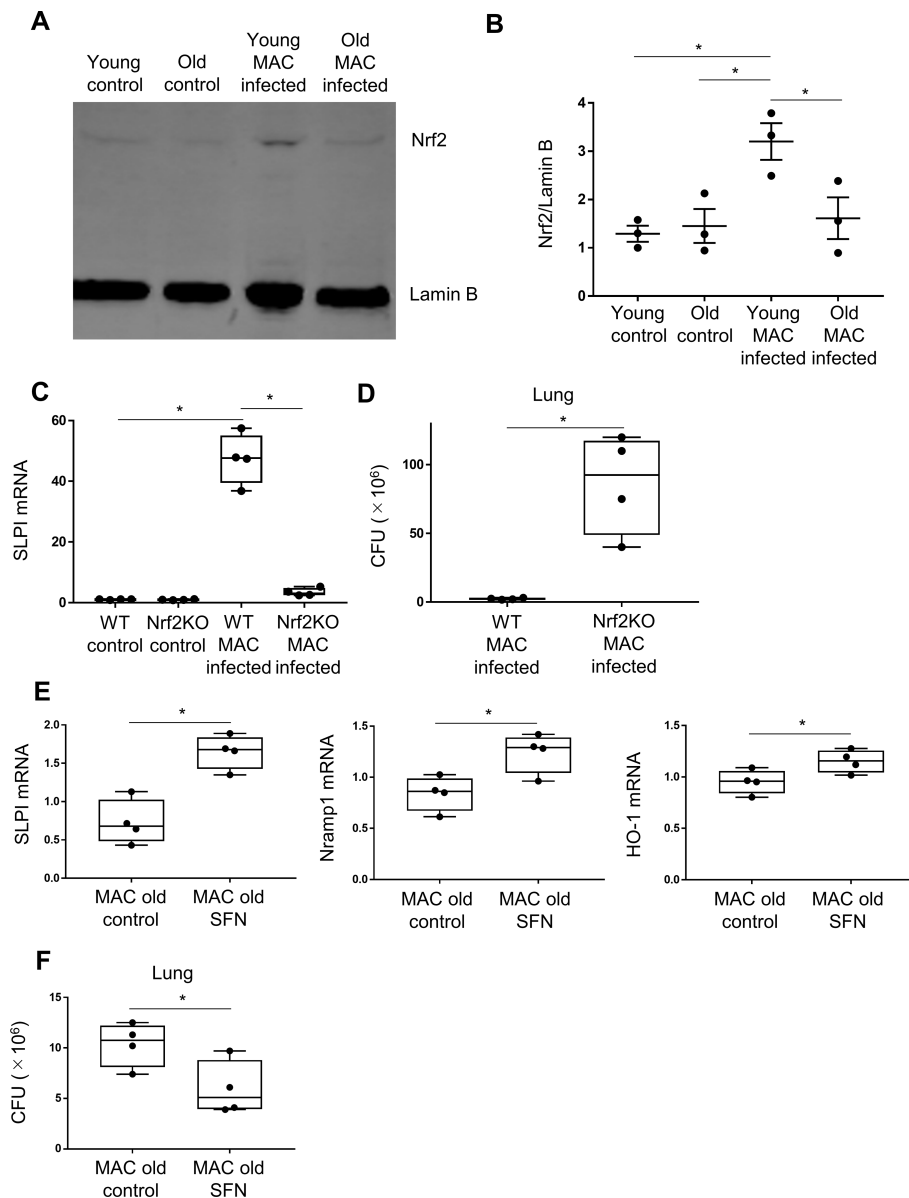 A
Young control
Old control
Young MAC infected
Old MAC infected
Nrf2
Lamin B
B
*
*
*
Nrf2/Lamin B
4
3
2
1
0
Young control
Old control
Young MAC infected
Old MAC infected
C
*
*
SLPI mRNA
60
40
20
0
WT control
Nrf2KO control
WT MAC infected
Nrf2KO MAC infected
D
Lung
*
CFU (×10⁶)
100
50
0
WT MAC infected
Nrf2KO MAC infected
E
*
SLPI mRNA
2.0
1.5
1.0
0.5
0.0
MAC old control
MAC old SFN
*
Nramp1 mRNA
1.5
1.0
0.5
0.0
MAC old control
MAC old SFN
*
HO-1 mRNA
1.5
1.0
0.5
0.0
MAC old control
MAC old SFN
F
Lung
*
CFU (×10⁶)
15
10
5
0
MAC old control
MAC old SFN